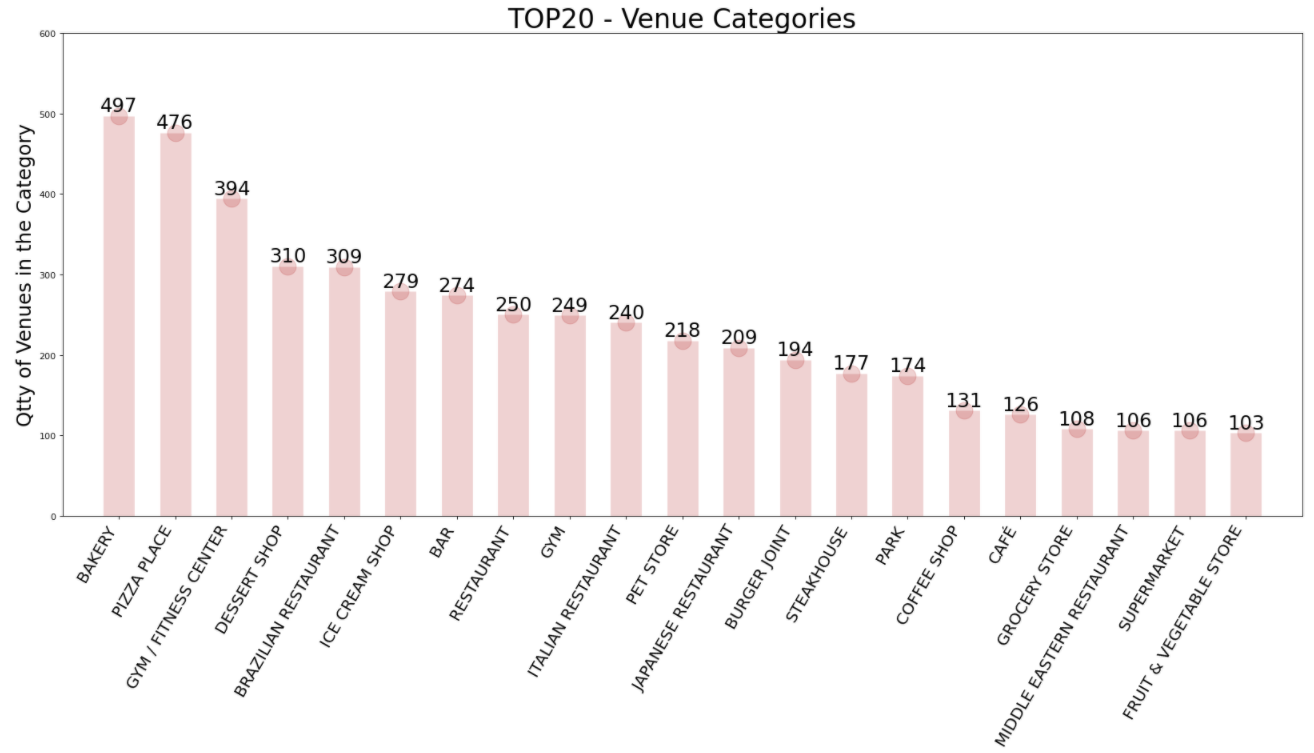 TOP20 - Venue Categories
Qtty of Venues in the Category
600
500
400
300
200
100
0
497
476
394
310
309
279
274
250
249
240
218
209
194
177
174
131
126
108
106
106
103
BAKERY
PIZZA PLACE
GYM / FITNESS CENTER
DESSERT SHOP
BRAZILIAN RESTAURANT
ICE CREAM SHOP
BAR
RESTAURANT
GYM
ITALIAN RESTAURANT
PET STORE
JAPANESE RESTAURANT
BURGER JOINT
STEAKHOUSE
PARK
COFFEE SHOP
CAFÉ
GROCERY STORE
MIDDLE EASTERN RESTAURANT
SUPERMARKET
FRUIT & VEGETABLE STORE